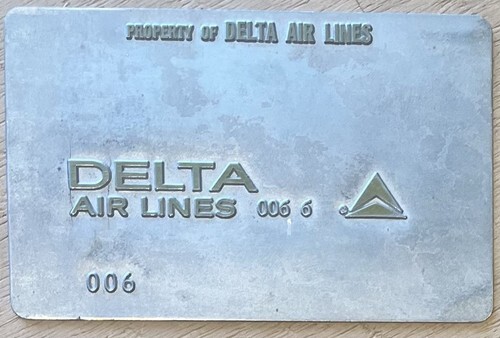 PROPERTY OF DELTA AIR LINES
DELTA
AIR LINES 006 6
006